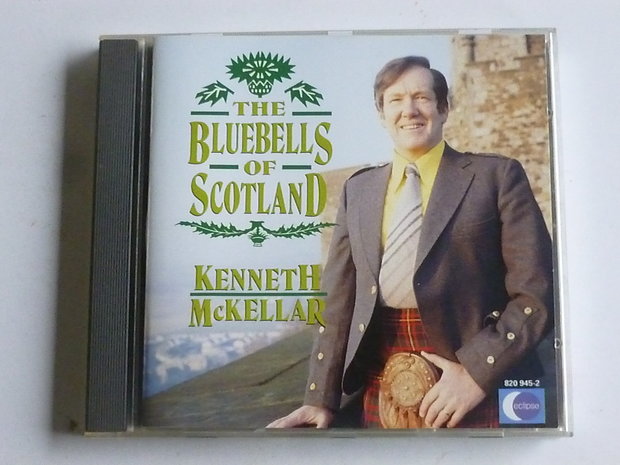 THE
BLUEBELLS
OF
SCOTLAND
KENNETH
MCKELLAR
820 945-2
eclipse